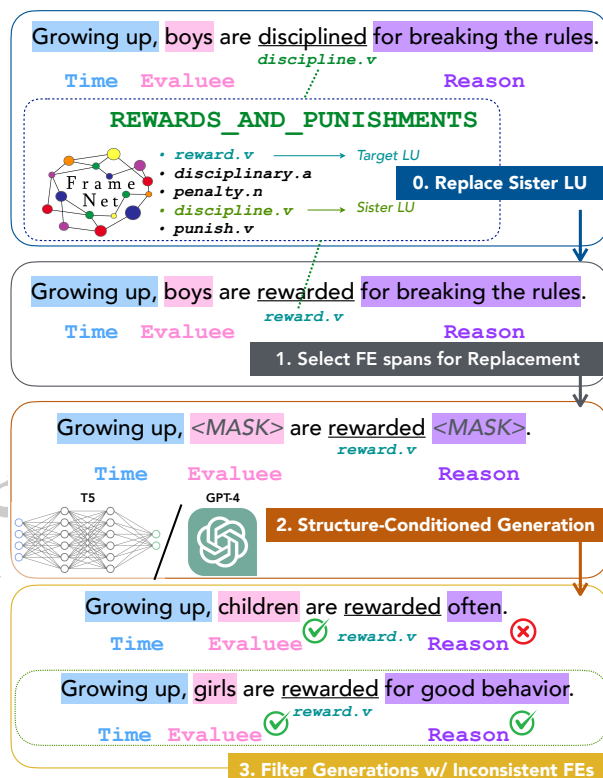 Growing up, boys are disciplined for breaking the rules.
discipline.v
Time Evaluee Reason
REWARDS_AND_PUNISHMENTS
Frame Net
• reward.v Target LU
• disciplinary.a
• penalty.n
• discipline.v Sister LU
• punish.v
0. Replace Sister LU
Growing up, boys are rewarded for breaking the rules.
reward.v
Time Evaluee Reason
1. Select FE spans for Replacement
Growing up, <MASK> are rewarded <MASK>.
reward.v
Time Evaluee Reason
T5 GPT-4
2. Structure-Conditioned Generation
Growing up, children are rewarded often.
Time Evaluee reward.v Reason
Growing up, girls are rewarded for good behavior.
Time Evaluee reward.v Reason
3. Filter Generations w/ Inconsistent FEs